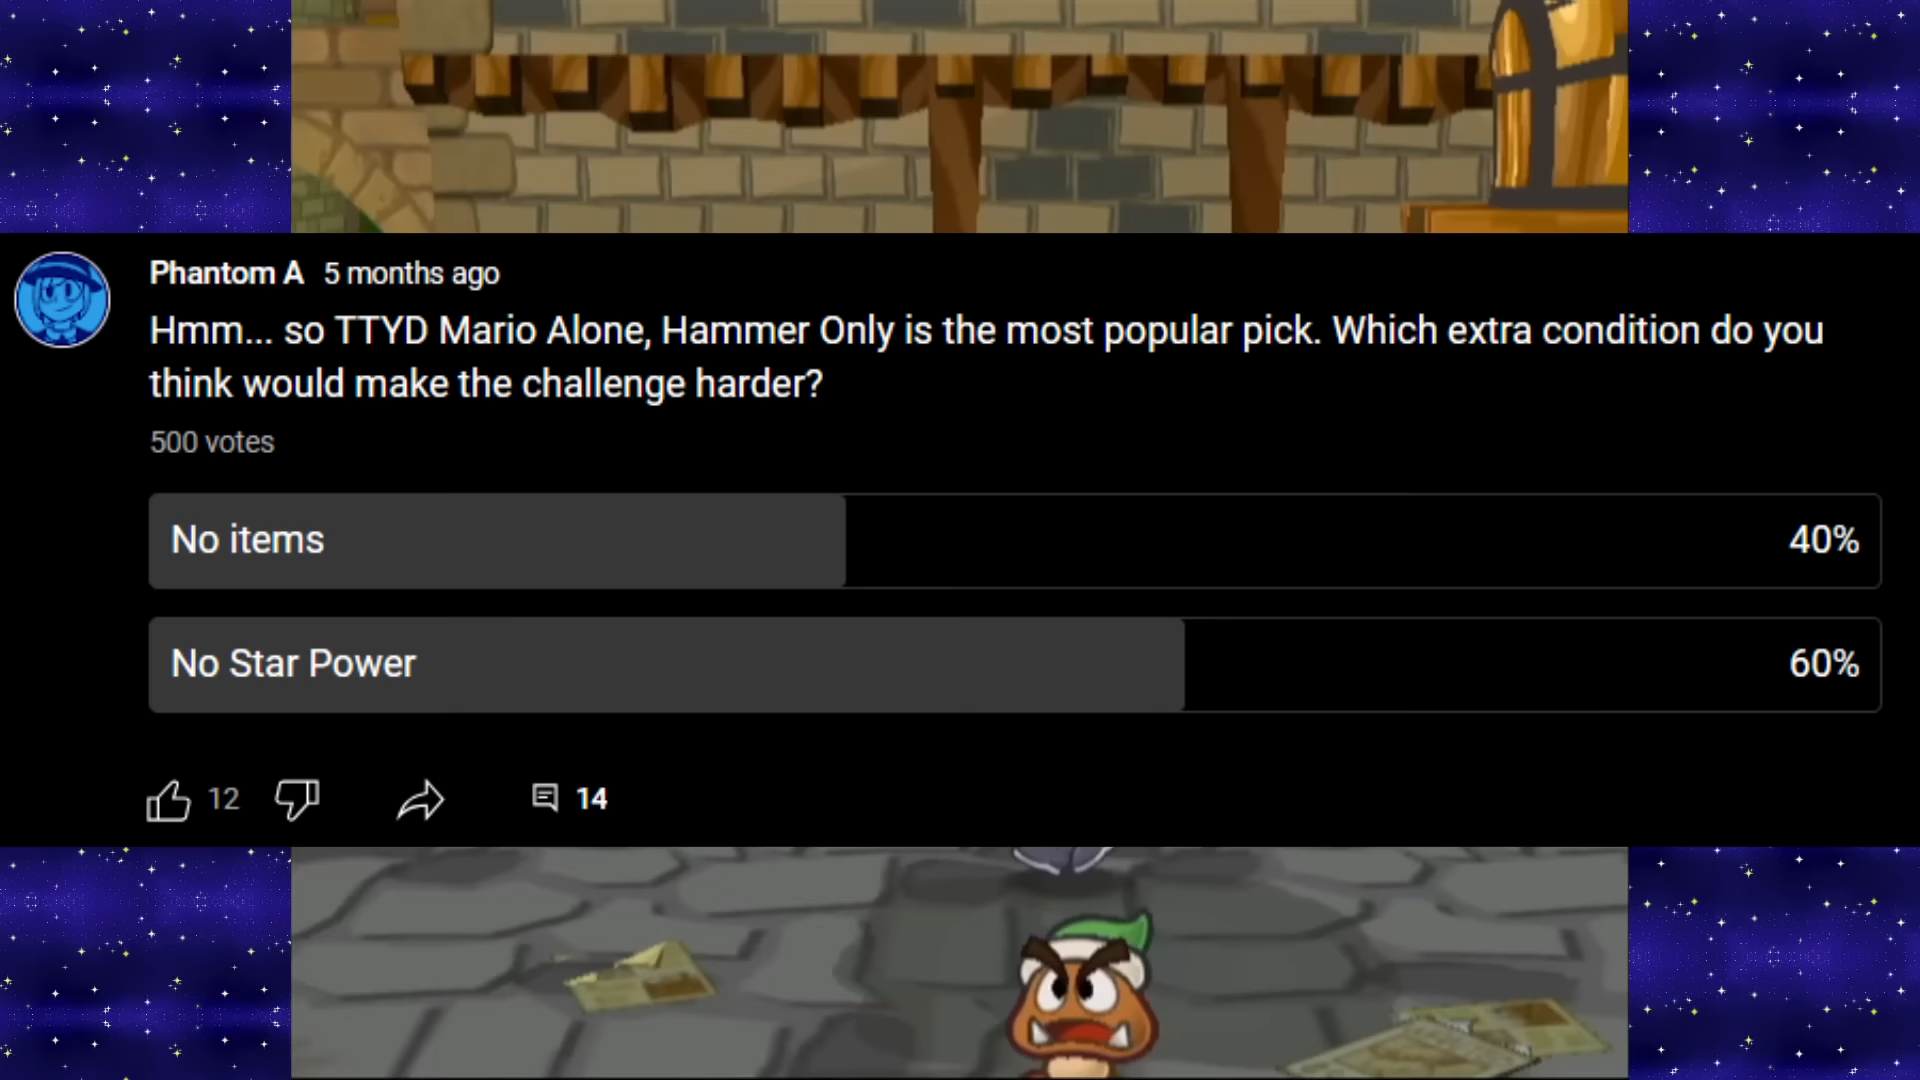 Phantom A 5 months ago
Hmm... so TTYD Mario Alone, Hammer Only is the most popular pick. Which extra condition do you
think would make the challenge harder?
500 votes
No items 40%
No Star Power 60%
12 14